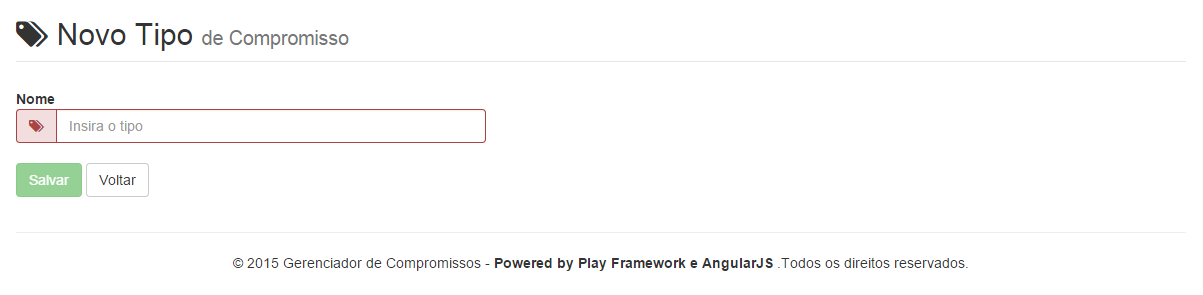 Novo Tipo de Compromisso
Nome
Insira o tipo
Salvar Voltar
© 2015 Gerenciador de Compromissos - Powered by Play Framework e AngularJS .Todos os direitos reservados.